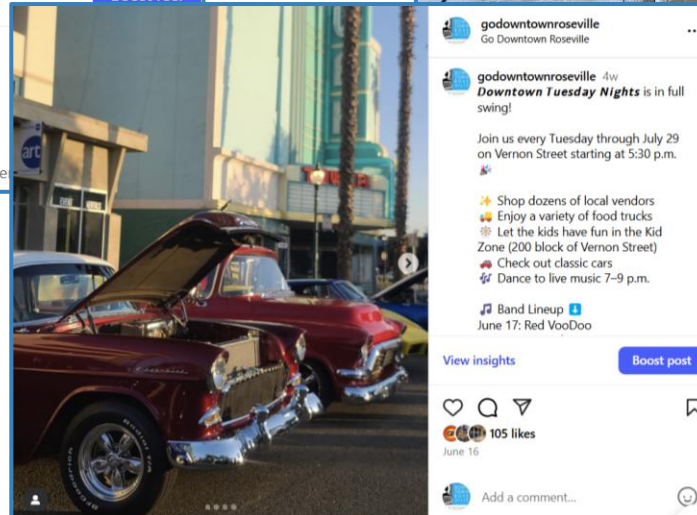 art
TOWER
godowntownroseville
Go Downtown Roseville
godowntownroseville 4w
Downtown Tuesday Nights is in full
swing!
Join us every Tuesday through July 29
on Vernon Street starting at 5:30 p.m.
🎉
✨ Shop dozens of local vendors
🚚 Enjoy a variety of food trucks
🎡 Let the kids have fun in the Kid
Zone (200 block of Vernon Street)
🚗 Check out classic cars
🎶 Dance to live music 7–9 p.m.
🎵 Band Lineup ⬇️
June 17: Red VooDoo
View insights
Boost post
105 likes
June 16
Add a comment...